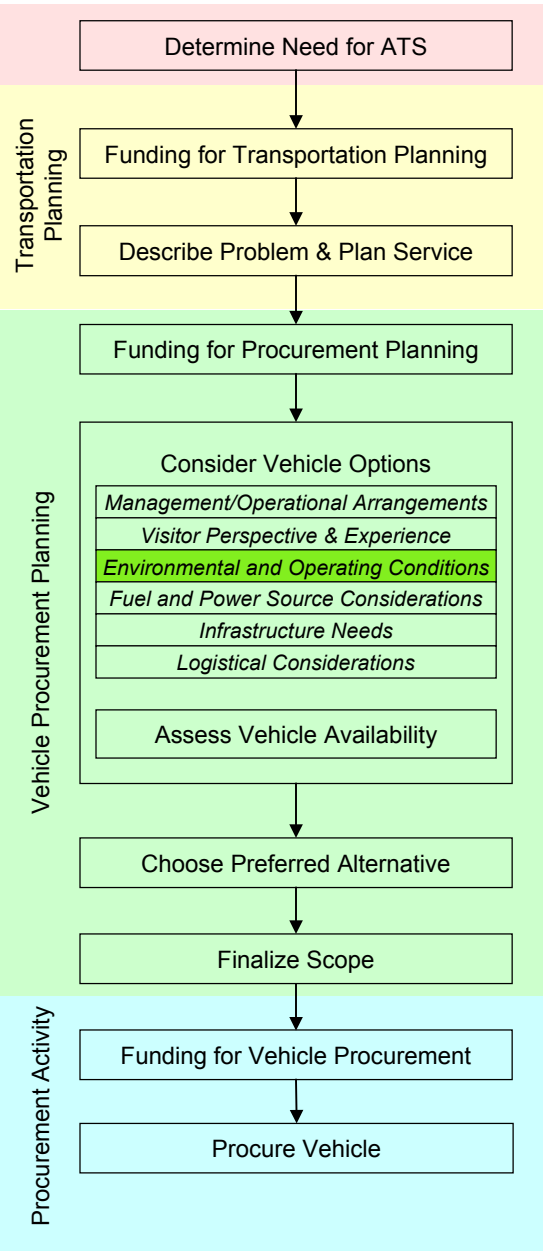 Determine Need for ATS
Transportation
Planning
Funding for Transportation Planning
Describe Problem & Plan Service
Vehicle Procurement Planning
Funding for Procurement Planning
Consider Vehicle Options
Management/Operational Arrangements
Visitor Perspective & Experience
Environmental and Operating Conditions
Fuel and Power Source Considerations
Infrastructure Needs
Logistical Considerations
Assess Vehicle Availability
Choose Preferred Alternative
Finalize Scope
Procurement Activity
Funding for Vehicle Procurement
Procure Vehicle